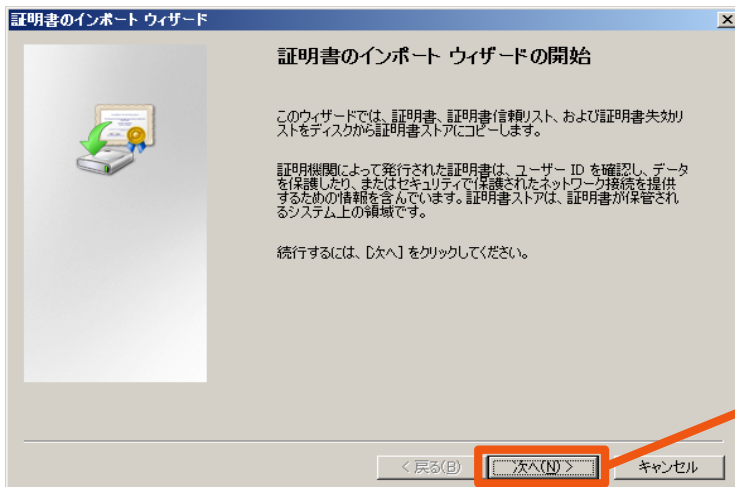 証明書のインポート ウィザード
証明書のインポート ウィザードの開始
このウィザードでは、証明書、証明書信頼リスト、および証明書失効リ
ストをディスクから証明書ストアにコピーします。
証明機関によって発行された証明書は、ユーザー ID を確認し、データ
を保護したり、またはセキュリティで保護されたネットワーク接続を提供
するための情報を含んでいます。証明書ストアは、証明書が保管され
るシステム上の領域です。
続行するには、[次へ] をクリックしてください。
< 戻る(B)
次へ(N) >
キャンセル